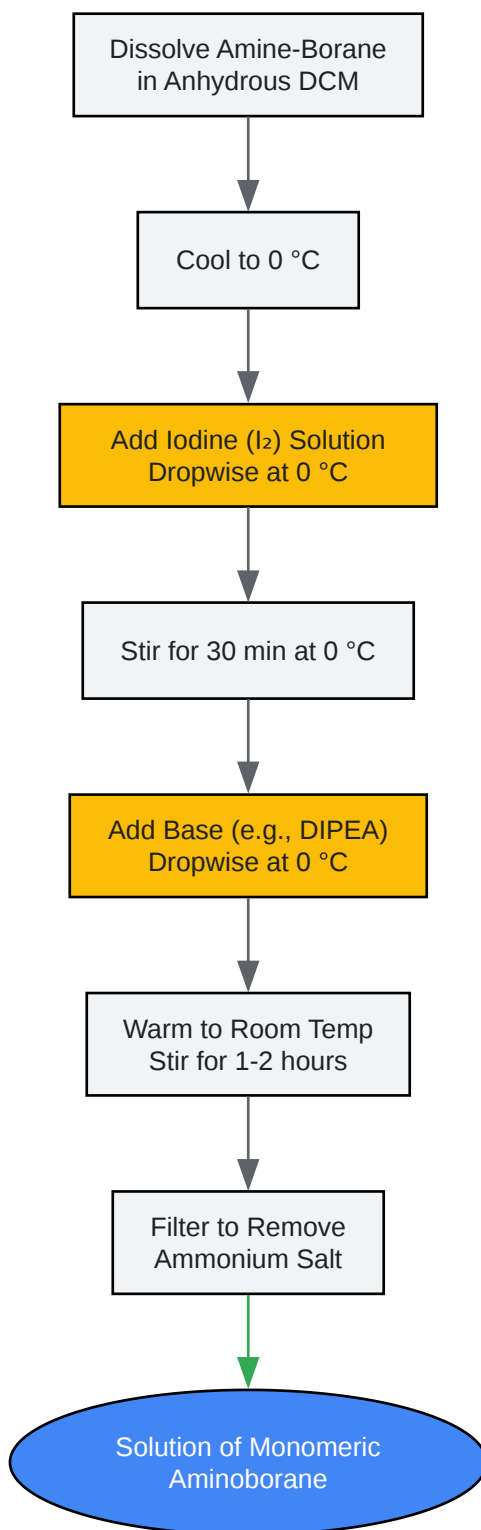 Dissolve Amine-Borane
in Anhydrous DCM
Cool to 0 °C
Add Iodine (I₂) Solution
Dropwise at 0 °C
Stir for 30 min at 0 °C
Add Base (e.g., DIPEA)
Dropwise at 0 °C
Warm to Room Temp
Stir for 1-2 hours
Filter to Remove
Ammonium Salt
Solution of Monomeric
Aminoborane